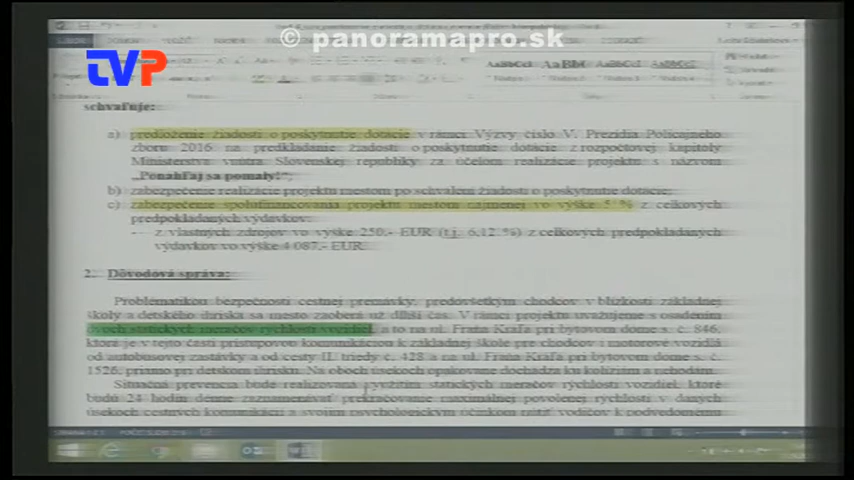 © panoramapro.sk
TVP
AaBbCcI AaBbC AaBbCcI AaBbCcI
schvaľuje:
a) predloženie žiadosti o poskytnutie dotácie v rámci Výzvy číslo V. Prezídia Policajného
zboru 2016 na predkladanie žiadostí o poskytnutie dotácie z rozpočtovej kapitoly
Ministerstva vnútra Slovenskej republiky za účelom realizácie projektu s názvom
„Ponáhľaj sa pomaly!“,
b) zabezpečenie realizácie projektu mestom po schválení žiadosti o poskytnutie dotácie;
c) zabezpečenie spolufinancovania projektu mestom najmenej vo výške 5 % z celkových
predpokladaných výdavkov:
- z vlastných zdrojov vo výške 250,- EUR (t.j. 6,12 %) z celkových predpokladaných
výdavkov vo výške 4 087,- EUR.
2. Dôvodová správa:
Problematikou bezpečnosti cestnej premávky, predovšetkým chodcov v blízkosti základnej
školy a detského ihriska sa mesto zaoberá už dlhší čas. V rámci projektu uvažujeme s osadením
dvoch statických meračov rýchlosti vozidiel, a to na ul. Fraňa Kráľa pri bytovom dome s. č. 846,
ktorá je v tejto časti prístupovou komunikáciou k základnej škole pre chodcov i motorové vozidlá
od autobusovej zastávky a od cesty II. triedy č. 428 a na ul. Fraňa Kráľa pri bytovom dome s. č.
1526, priamo pri detskom ihrisku. Na oboch úsekoch opakovane dochádza ku kolíziám a nehodám.
Situačná prevencia bude realizovaná využitím statických meračov rýchlosti vozidiel, ktoré
budú 24 hodín denne zaznamenávať prekračovanie maximálnej povolenej rýchlosti v daných
úsekoch cestných komunikácií a svojím psychologickým účinkom nútiť vodičov k podvedomému